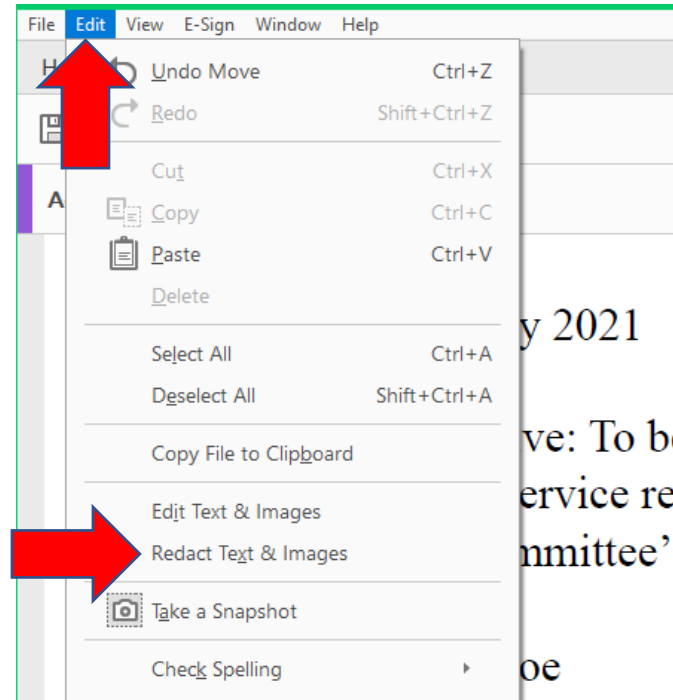 File Edit View E-Sign Window Help
H
Undo Move Ctrl+Z
Redo Shift+Ctrl+Z
Cut Ctrl+X
A
Copy Ctrl+C
Paste Ctrl+V
Delete
y 2021
Select All Ctrl+A
Deselect All Shift+Ctrl+A
ve: To b
Copy File to Clipboard
ervice re
Edit Text & Images
Redact Text & Images
mmittee’
Take a Snapshot
Check Spelling
oe